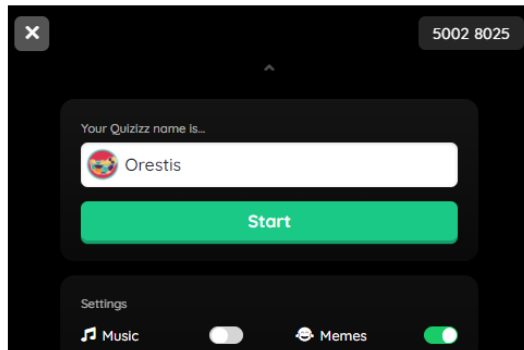 5002 8025
Your Quizizz name is...
Orestis
Start
Settings
Music
Memes